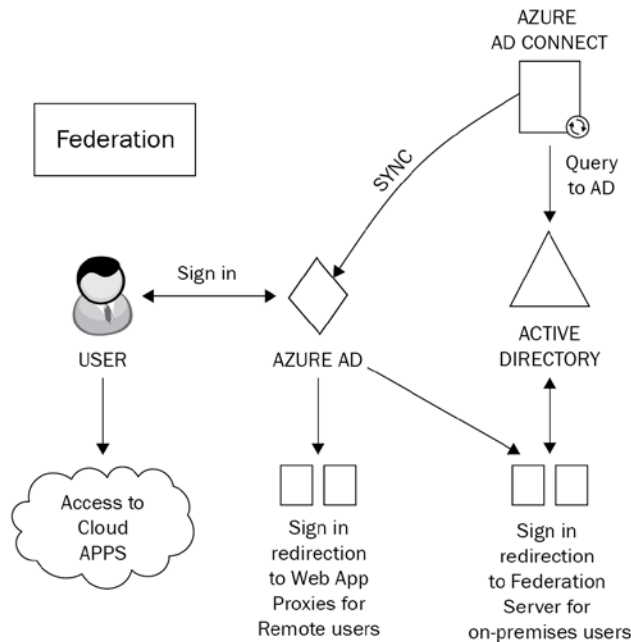 AZURE
AD CONNECT
Federation
SYNC
Query
to AD
Sign in
USER
AZURE AD
ACTIVE
DIRECTORY
Access to
Cloud
APPS
Sign in
redirection
to Web App
Proxies for
Remote users
Sign in
redirection
to Federation
Server for
on-premises users